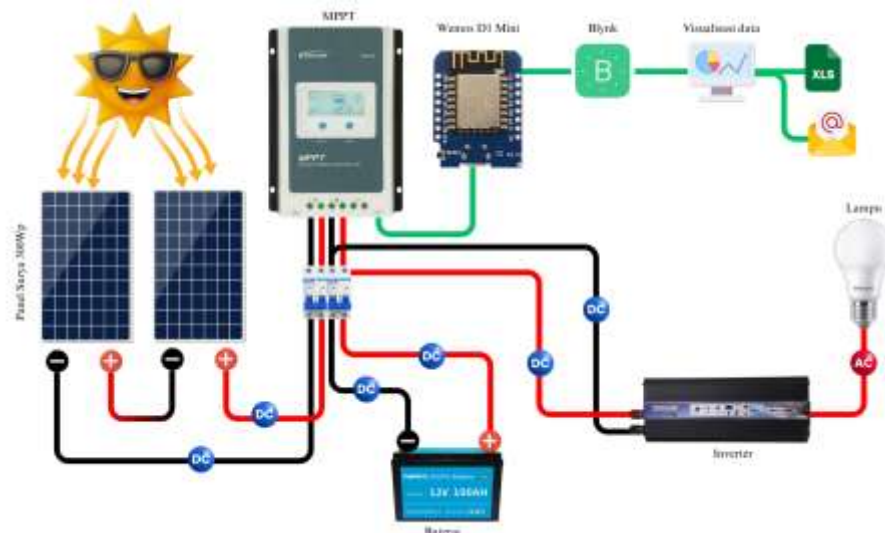 MPPT
Wemos D1 Mini
Blynk
Visualisasi data
B
XLS
@
MPPT
Lampu
Panel Surya 300Wp
DC
DC
DC
DC
AC
DC
DC
12V 100AH
Inverter
Baterai